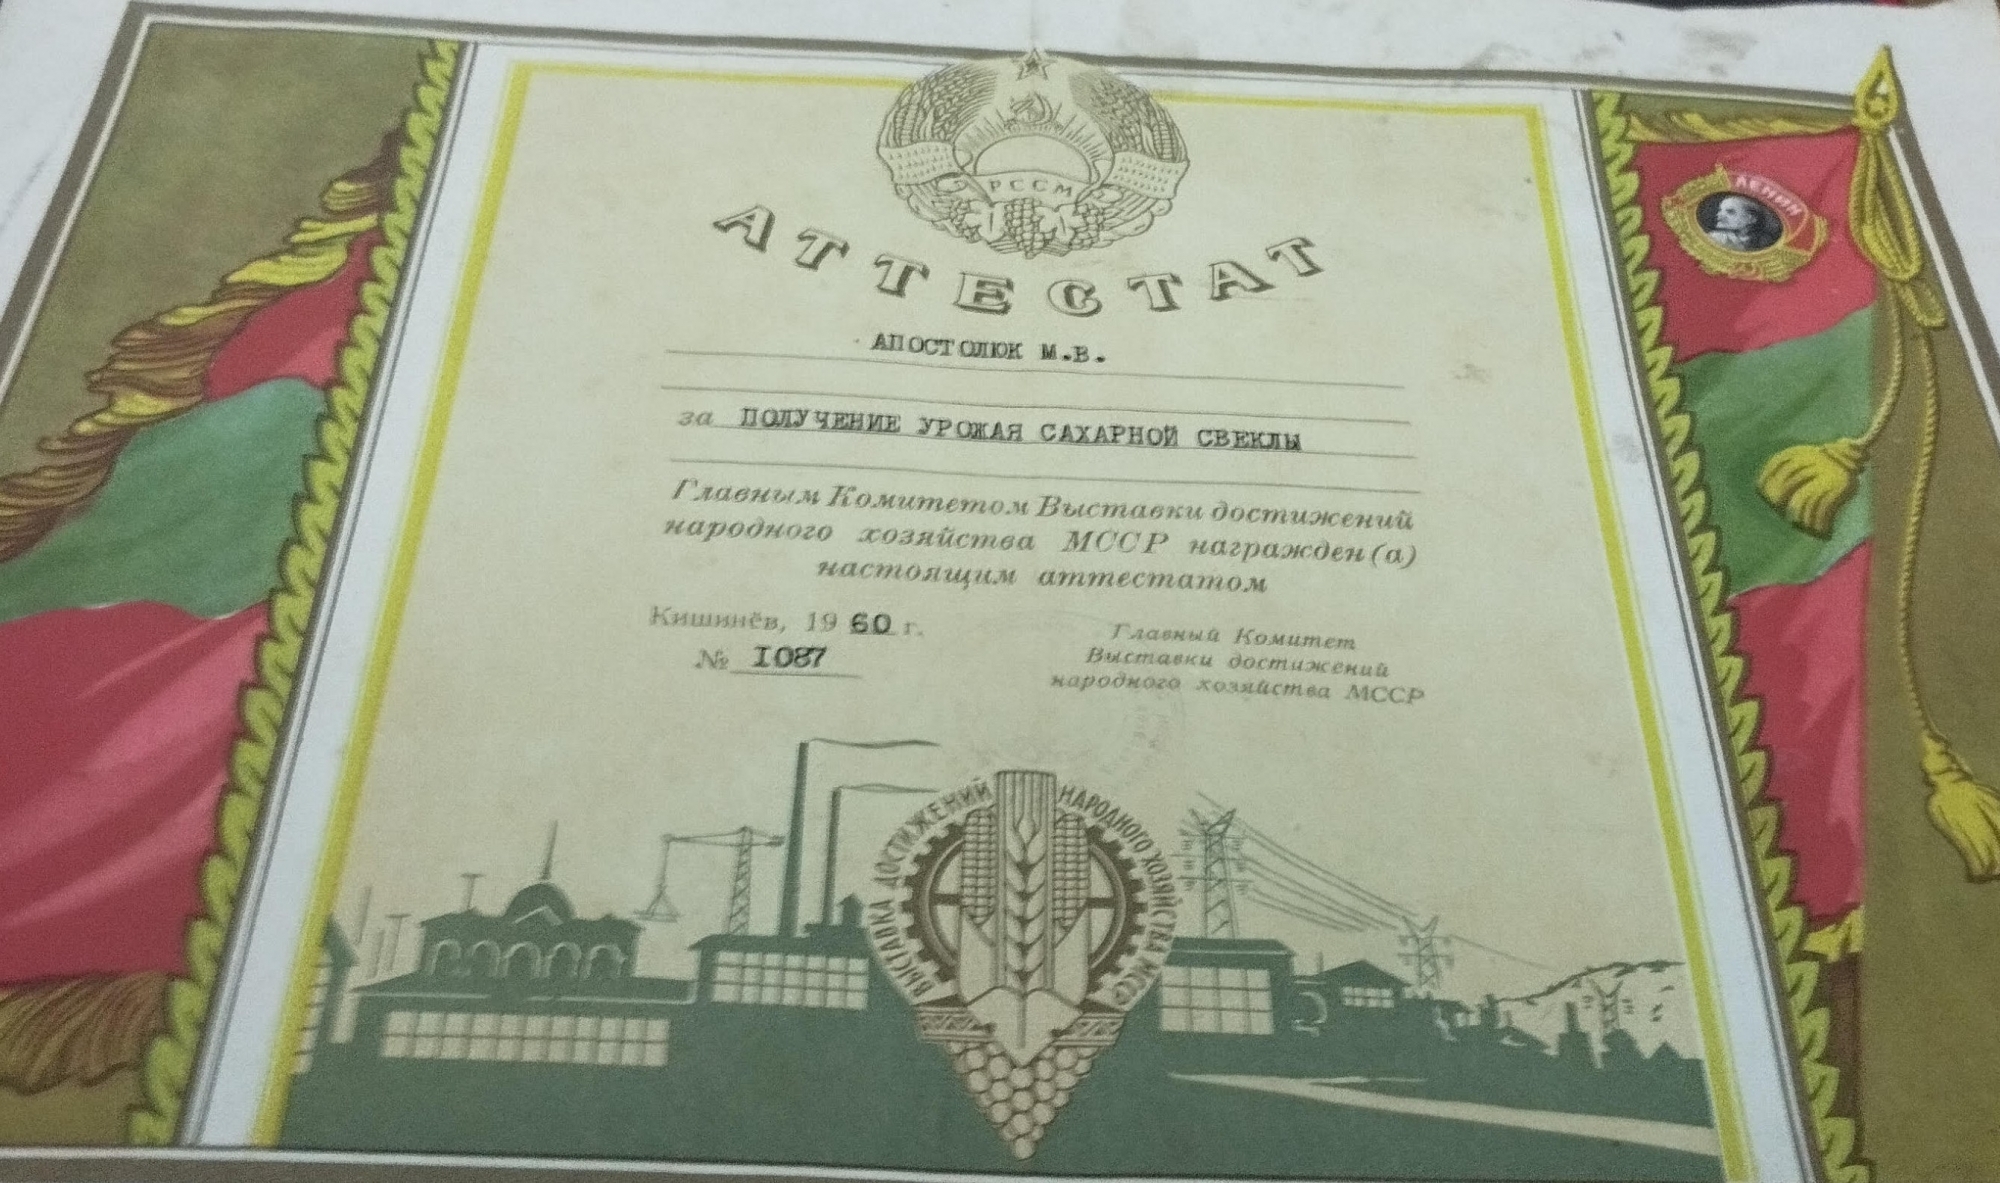 РССМ
АТТЕСТАТ
ЛЕНИН
АПОСТОЛЮК М.В.
за ПОЛУЧЕНИЕ УРОЖАЯ САХАРНОЙ СВЕКЛЫ
Главным Комитетом Выставки достижений
народного хозяйства МССР награжден(а)
настоящим аттестатом
Кишинёв, 1960 г.
№ I087
Главный Комитет
Выставки достижений
народного хозяйства МССР
ВЫСТАВКА ДОСТИЖЕНИЙ НАРОДНОГО ХОЗЯЙСТВА МССР